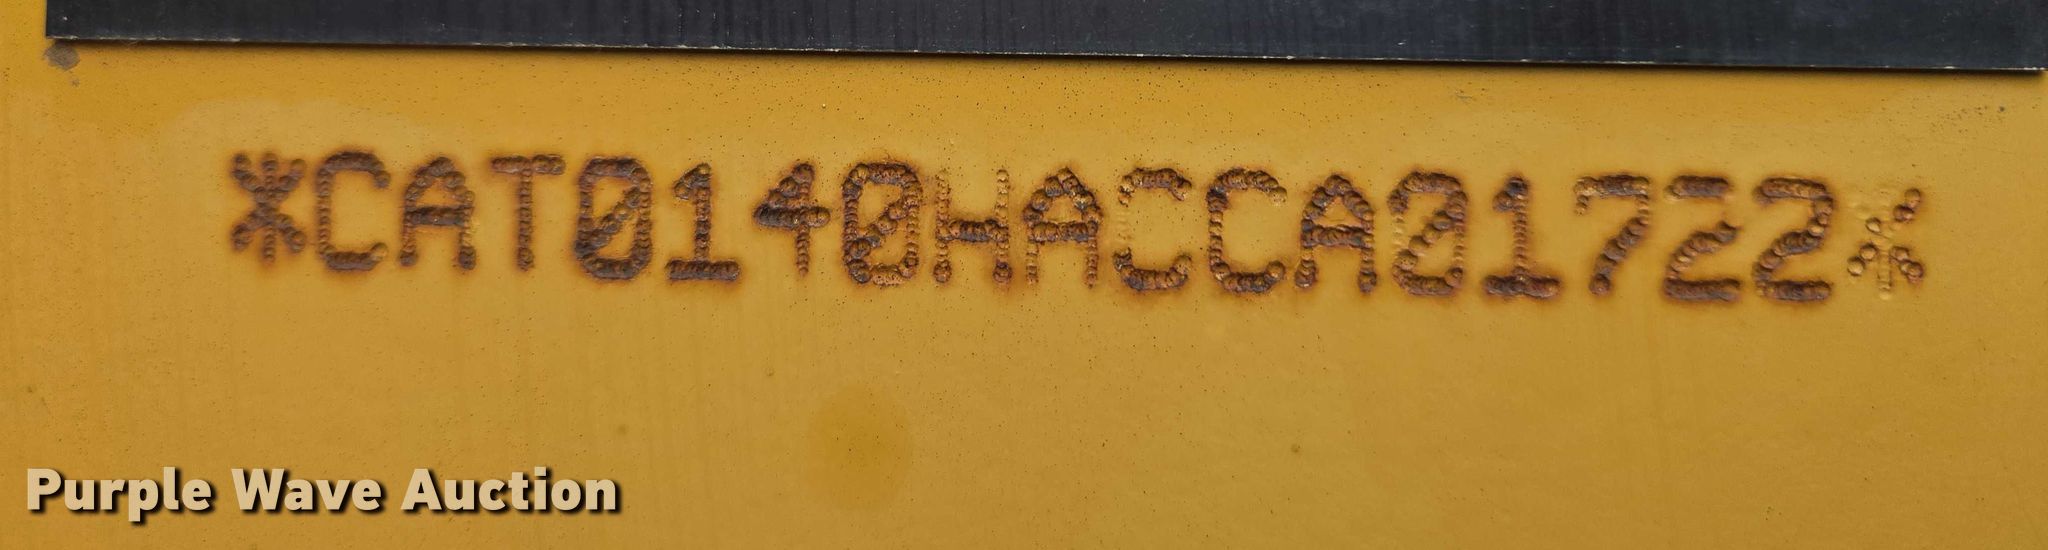 *CAT0140HACCA01722*
Purple Wave Auction